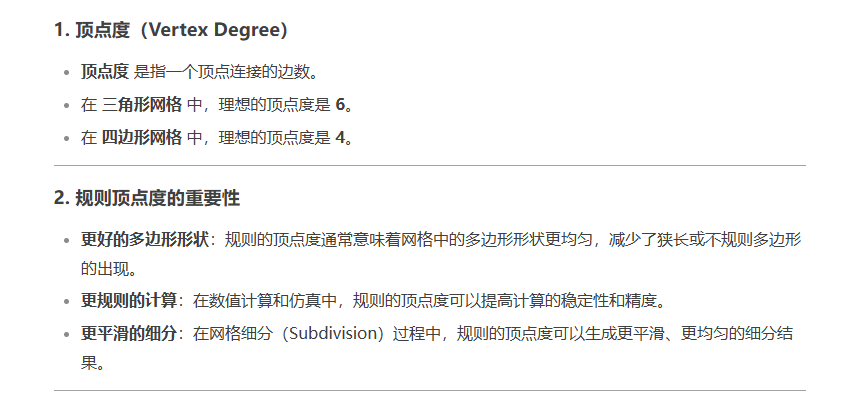 1. 顶点度（Vertex Degree）
顶点度 是指一个顶点连接的边数。
在 三角形网格 中，理想的顶点度是 6。
在 四边形网格 中，理想的顶点度是 4。
2. 规则顶点度的重要性
更好的多边形形状：规则的顶点度通常意味着网格中的多边形形状更均匀，减少了狭长或不规则多边形
的出现。
更规则的计算：在数值计算和仿真中，规则的顶点度可以提高计算的稳定性和精度。
更平滑的细分：在网格细分（Subdivision）过程中，规则的顶点度可以生成更平滑、更均匀的细分结
果。